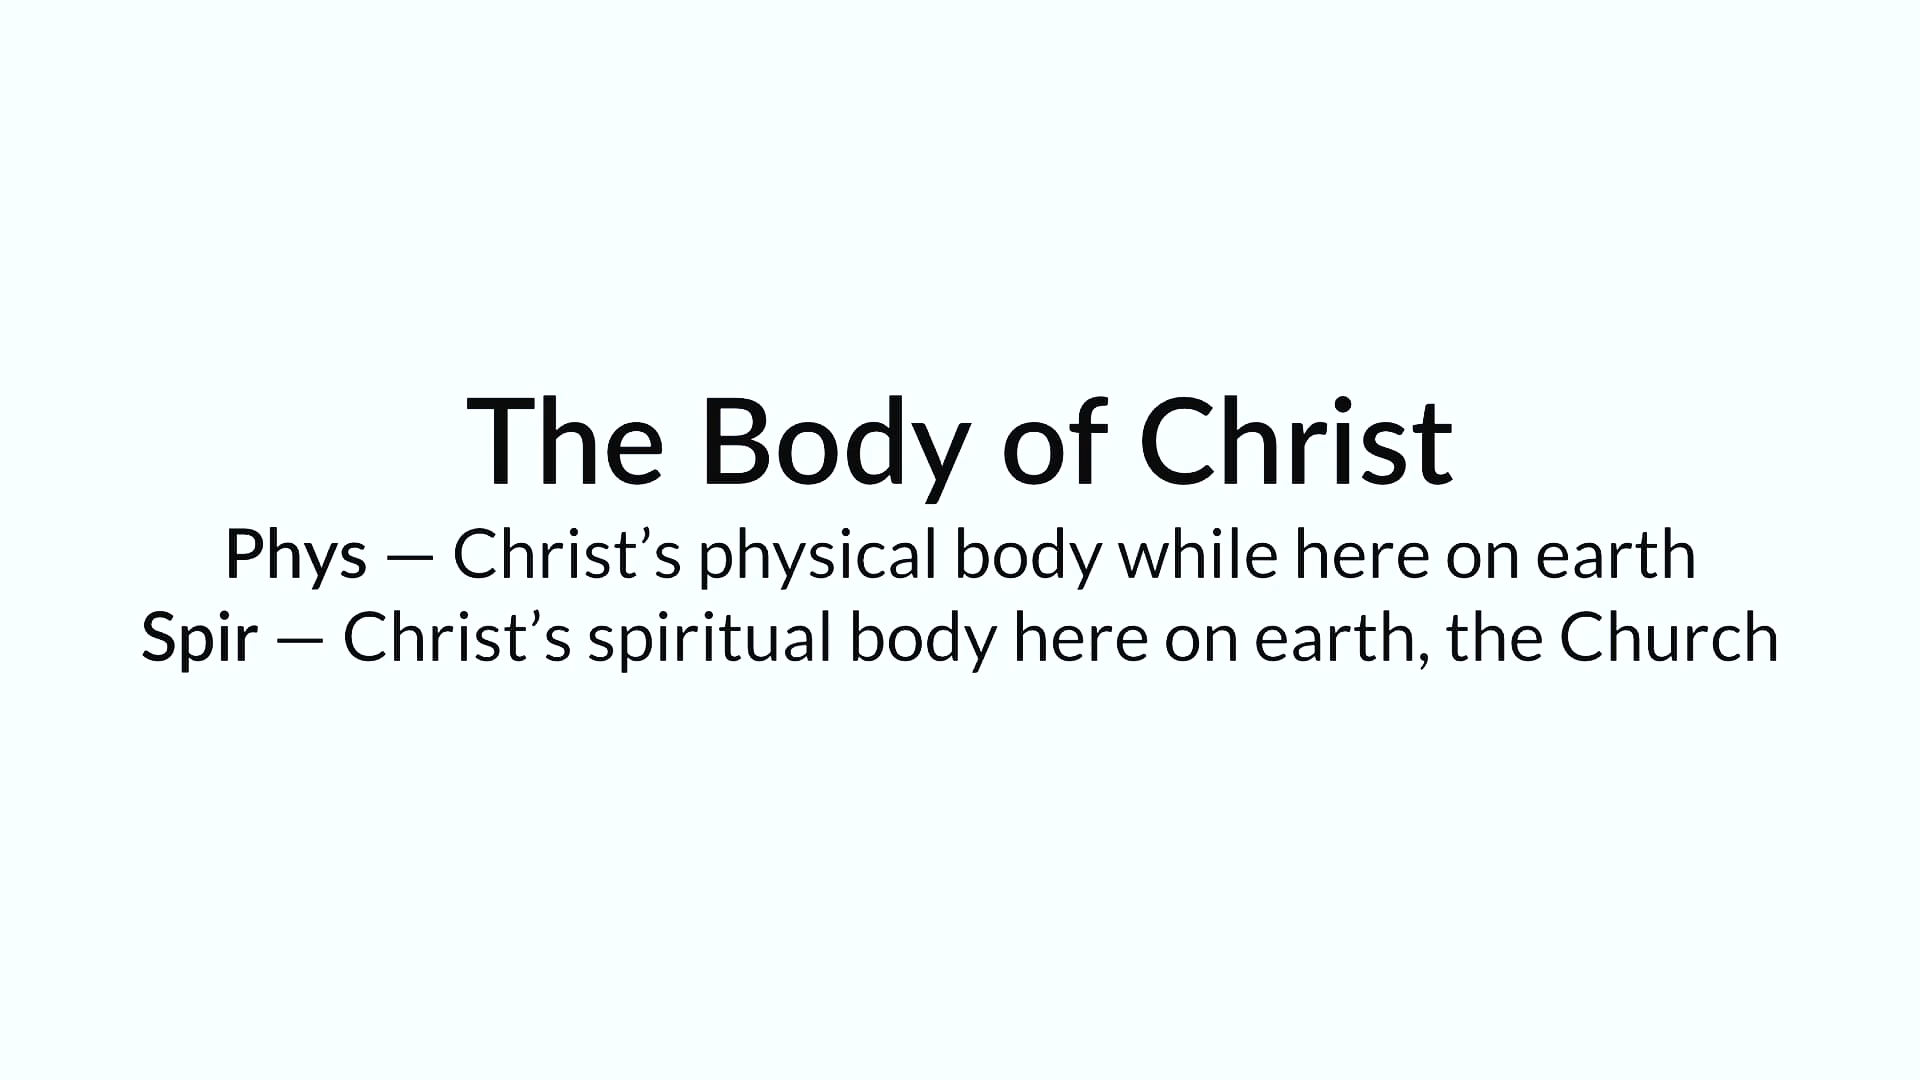 The Body of Christ
Phys — Christ’s physical body while here on earth
Spir — Christ’s spiritual body here on earth, the Church